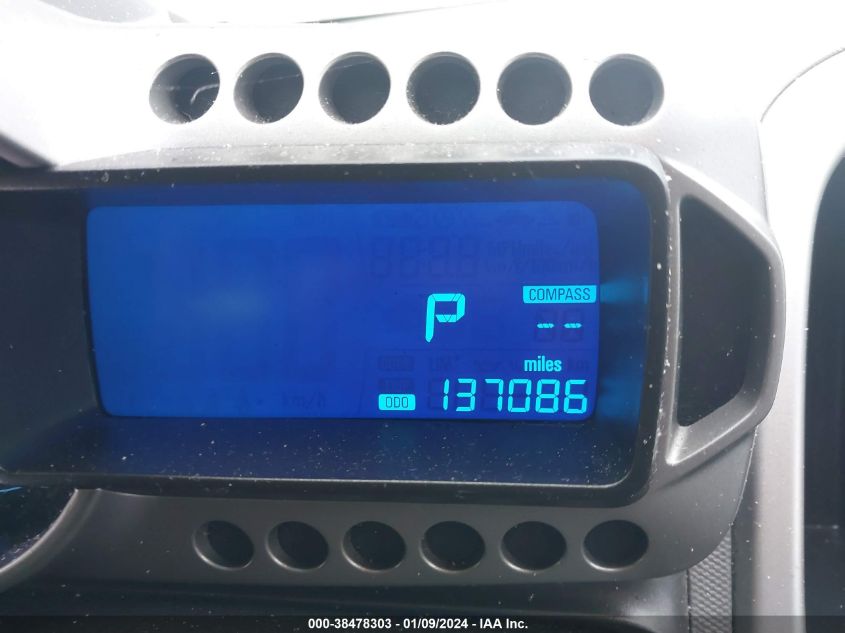 P
COMPASS
--
miles
ODO 137086
000-38478303 - 01/09/2024 - IAA Inc.